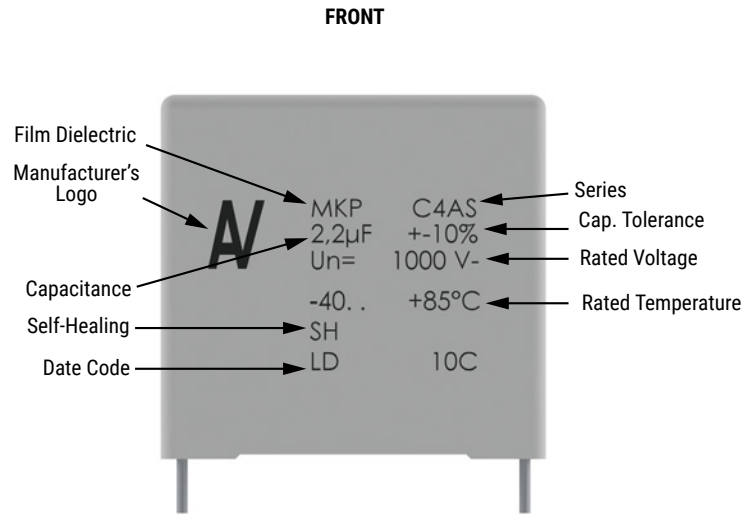 FRONT
Film Dielectric
Manufacturer's
Logo
Capacitance
Self-Healing
Date Code
AV
MKP C4AS
2,2µF +-10%
Un= 1000 V-
-40. . +85°C
SH
LD 10C
Series
Cap. Tolerance
Rated Voltage
Rated Temperature